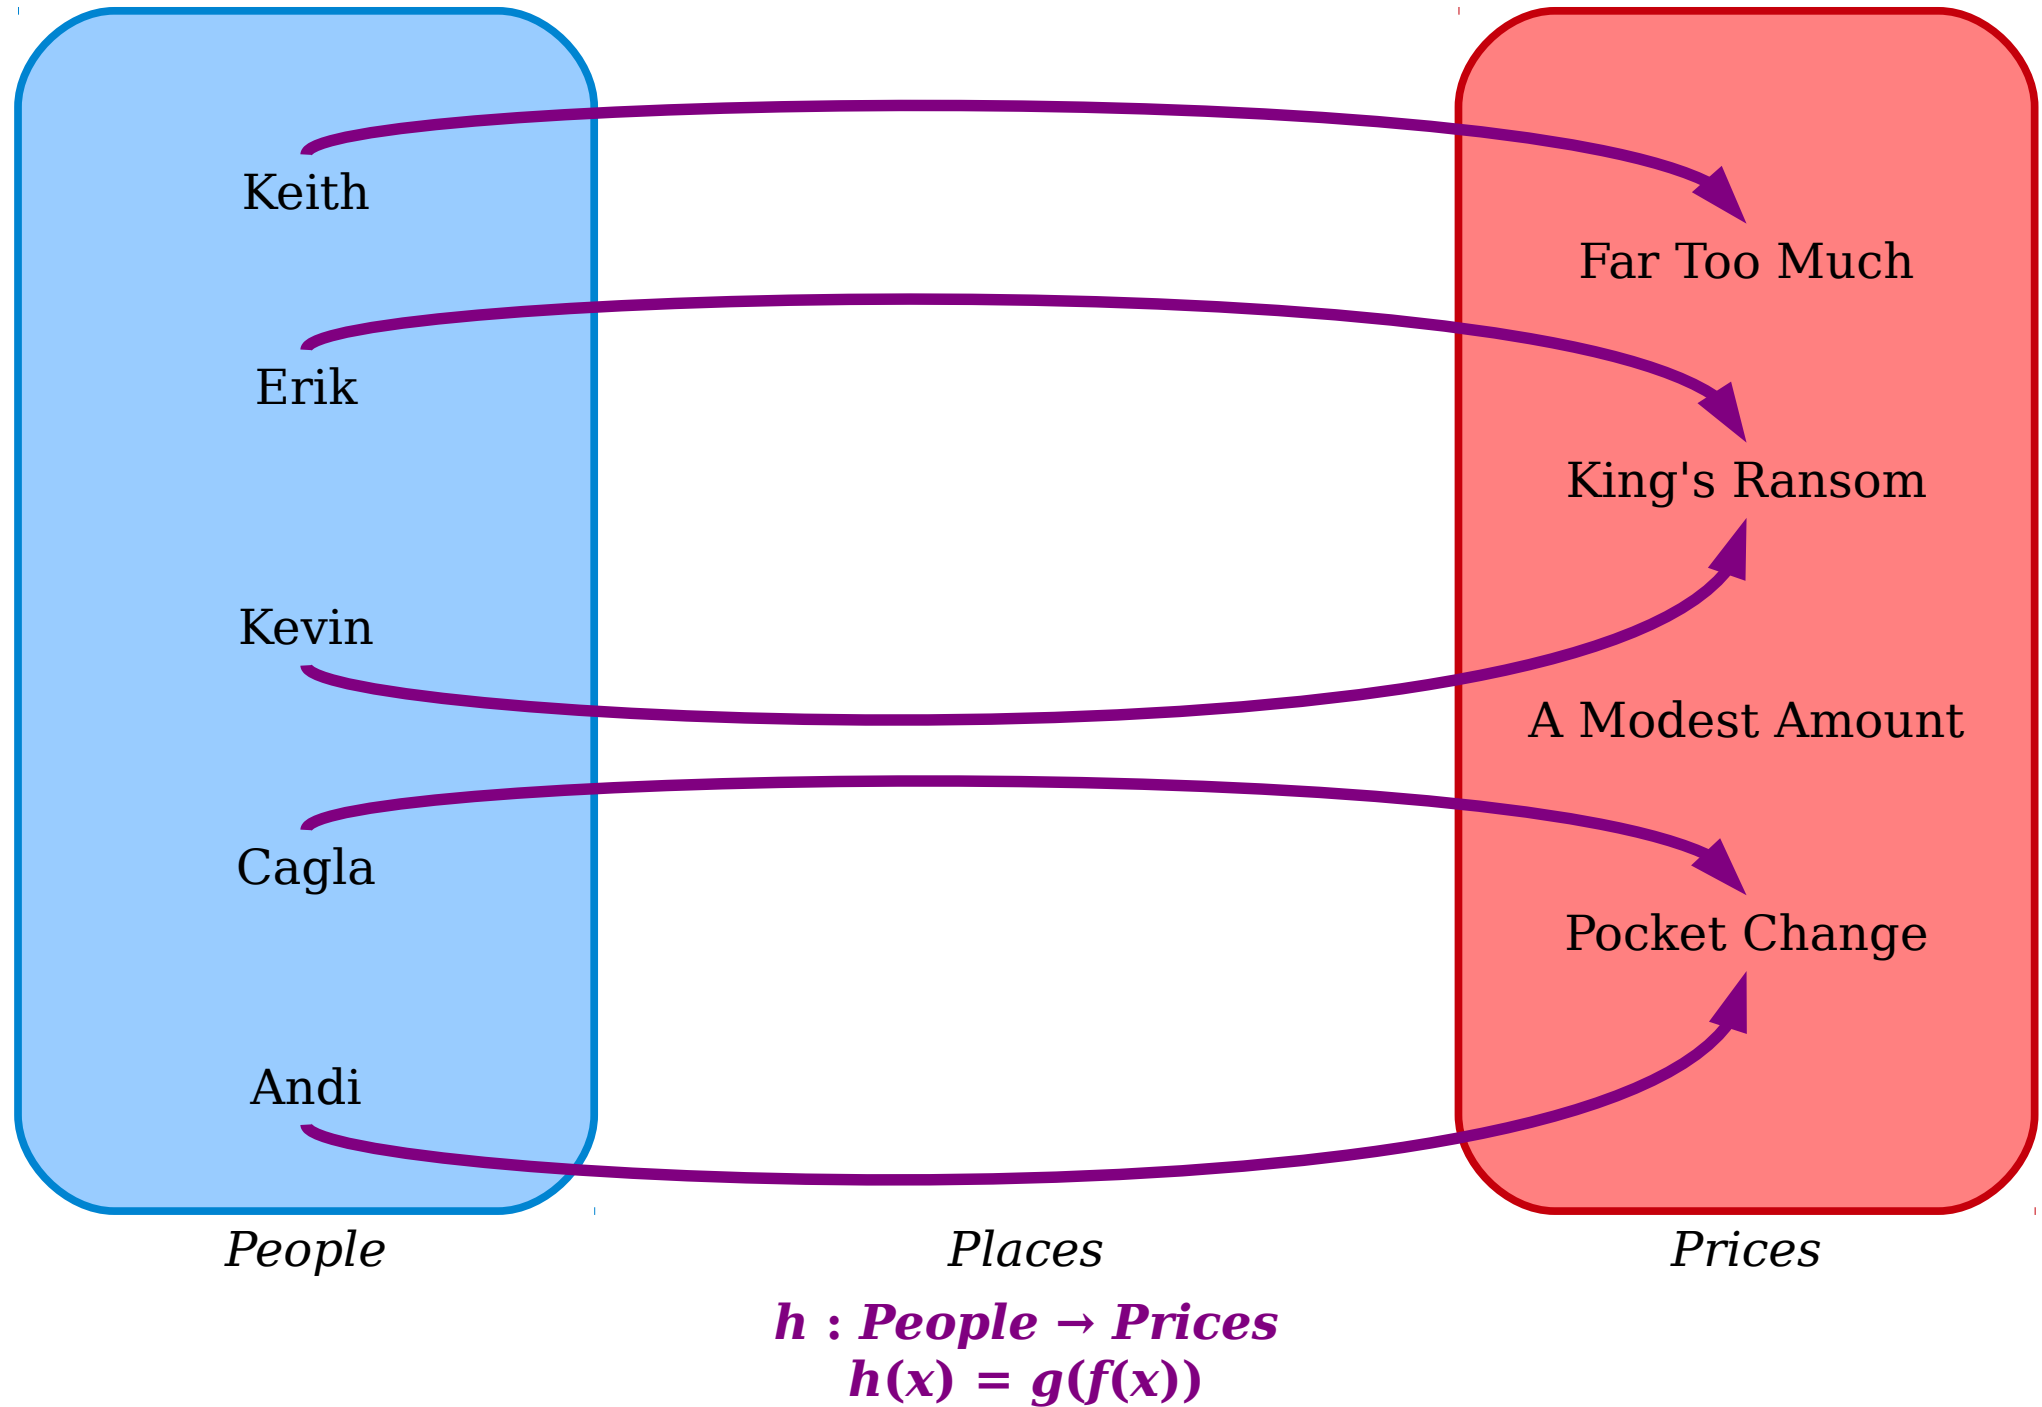 Keith
Erik
Kevin
Cagla
Andi
Far Too Much
King's Ransom
A Modest Amount
Pocket Change
People
Places
Prices
h : People → Prices
h(x) = g(f(x))